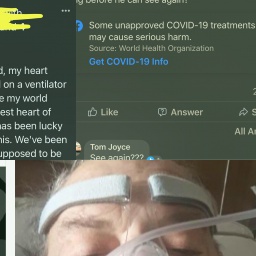 ng before he can see again?
Some unapproved COVID-19 treatments
may cause serious harm.
Source: World Health Organization
Get COVID-19 Info
, my heart
on a ventilator
e my world
est heart of
has been lucky
his. We've been
upposed to be
Like
Answer
S
All A
Tom Joyce
See again???